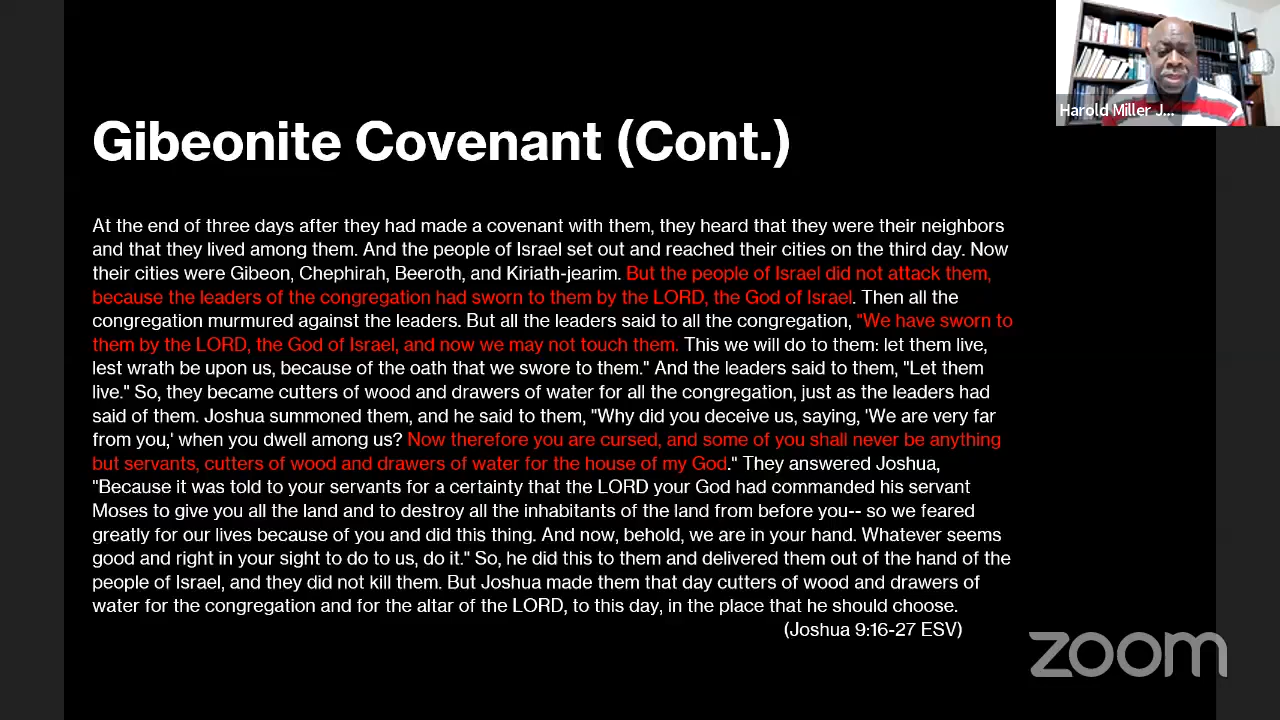 Harold Miller J...
Gibeonite Covenant (Cont.)
At the end of three days after they had made a covenant with them, they heard that they were their neighbors
and that they lived among them. And the people of Israel set out and reached their cities on the third day. Now
their cities were Gibeon, Chephirah, Beeroth, and Kiriath-jearim. But the people of Israel did not attack them,
because the leaders of the congregation had sworn to them by the LORD, the God of Israel. Then all the
congregation murmured against the leaders. But all the leaders said to all the congregation, "We have sworn to
them by the LORD, the God of Israel, and now we may not touch them. This we will do to them: let them live,
lest wrath be upon us, because of the oath that we swore to them." And the leaders said to them, "Let them
live." So, they became cutters of wood and drawers of water for all the congregation, just as the leaders had
said of them. Joshua summoned them, and he said to them, "Why did you deceive us, saying, 'We are very far
from you,' when you dwell among us? Now therefore you are cursed, and some of you shall never be anything
but servants, cutters of wood and drawers of water for the house of my God." They answered Joshua,
"Because it was told to your servants for a certainty that the LORD your God had commanded his servant
Moses to give you all the land and to destroy all the inhabitants of the land from before you-- so we feared
greatly for our lives because of you and did this thing. And now, behold, we are in your hand. Whatever seems
good and right in your sight to do to us, do it." So, he did this to them and delivered them out of the hand of the
people of Israel, and they did not kill them. But Joshua made them that day cutters of wood and drawers of
water for the congregation and for the altar of the LORD, to this day, in the place that he should choose.
(Joshua 9:16-27 ESV)
zoom